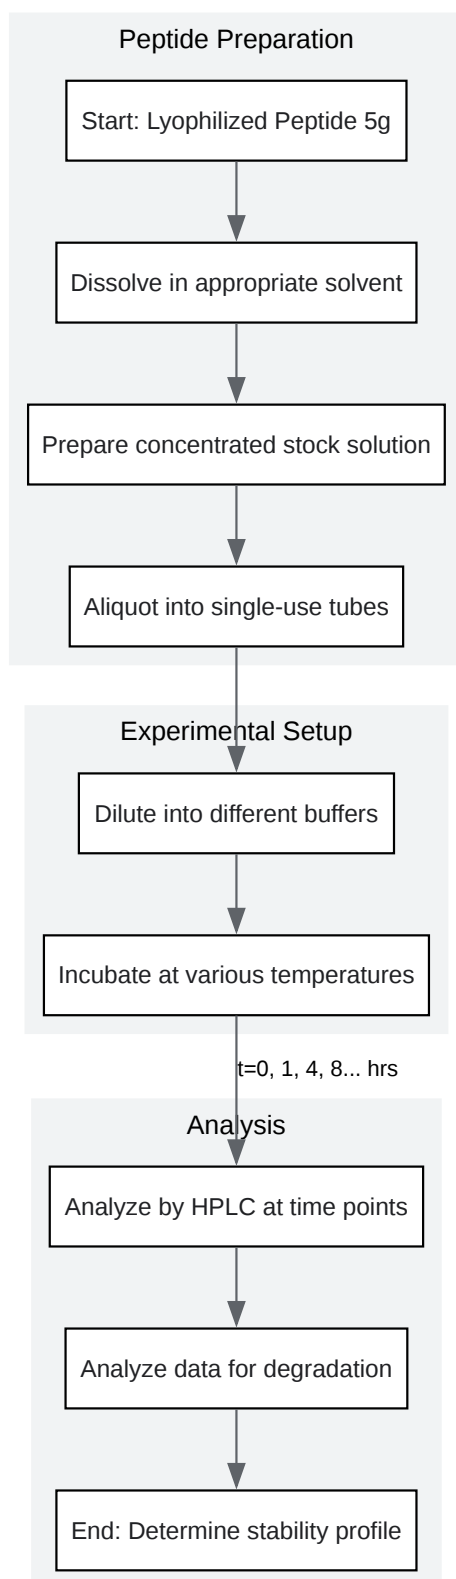 Peptide Preparation
Start: Lyophilized Peptide 5g
Dissolve in appropriate solvent
Prepare concentrated stock solution
Aliquot into single-use tubes
Experimental Setup
Dilute into different buffers
Incubate at various temperatures
t=0, 1, 4, 8... hrs
Analysis
Analyze by HPLC at time points
Analyze data for degradation
End: Determine stability profile